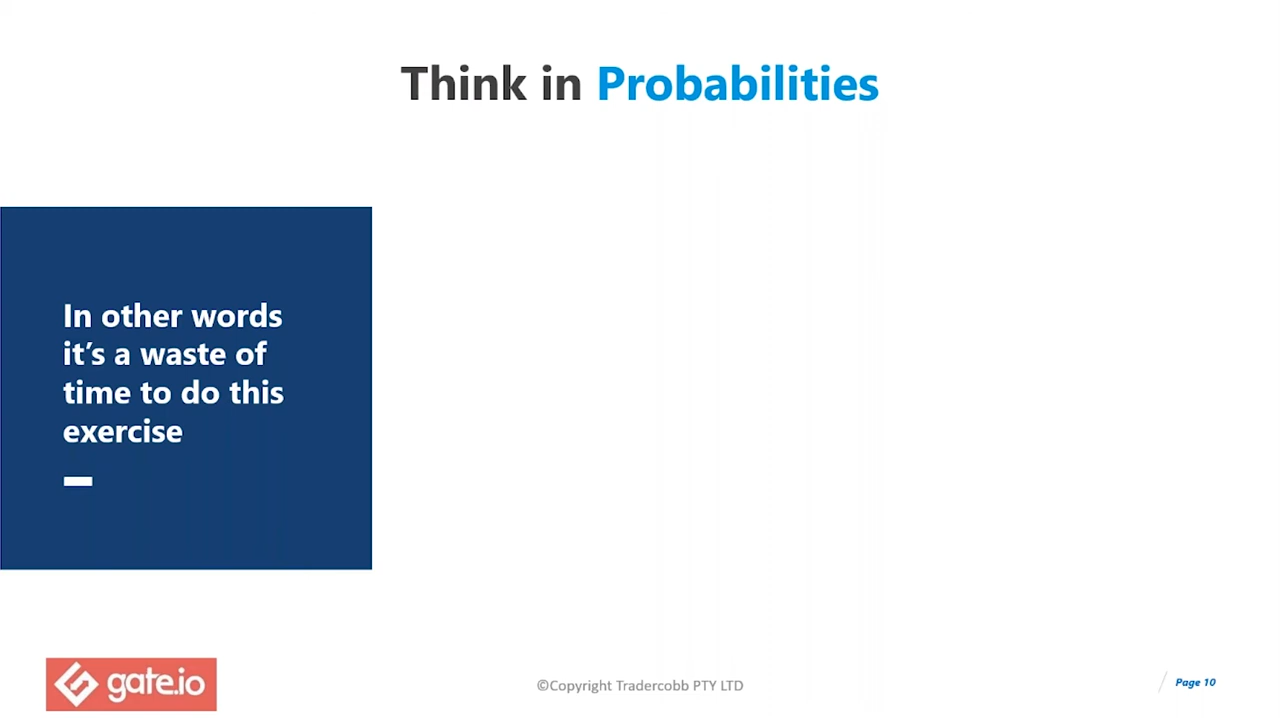 Think in Probabilities
In other words
it’s a waste of
time to do this
exercise
gate.io
©Copyright Tradercobb PTY LTD
Page 10